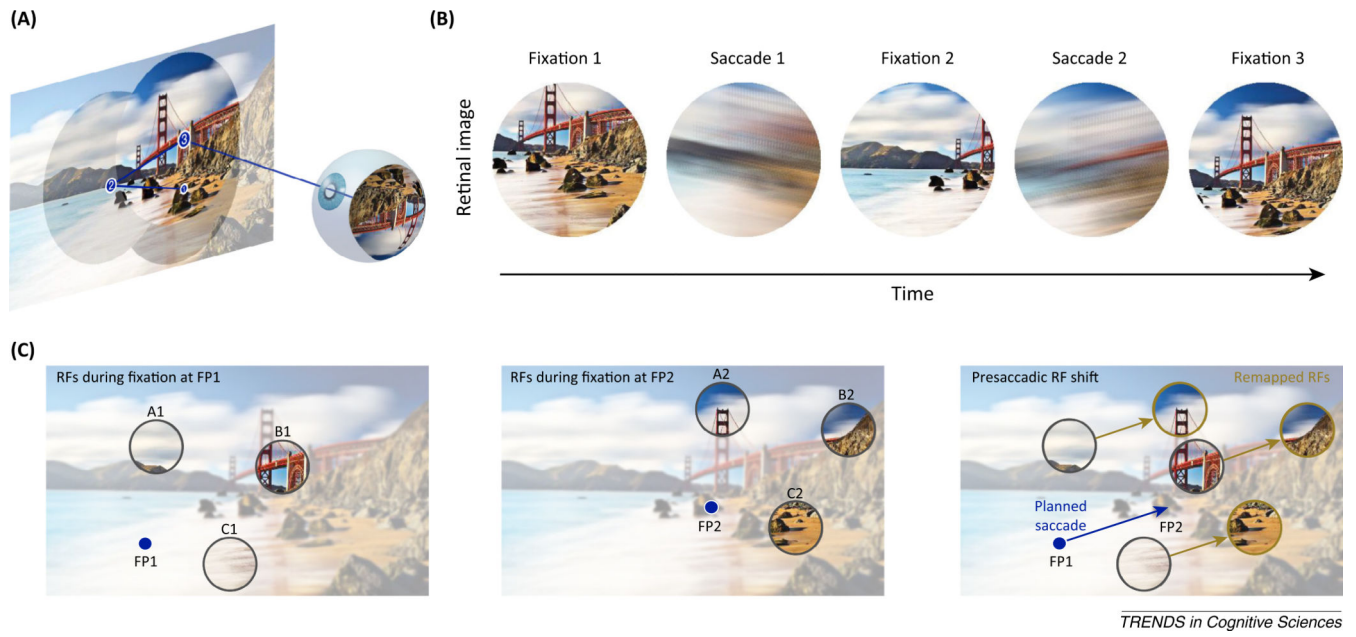 (A)
2
3
(B)
Fixation 1
Saccade 1
Fixation 2
Saccade 2
Fixation 3
Retinal image
Time
(C)
RFs during fixation at FP1
A1
B1
C1
FP1
RFs during fixation at FP2
A2
B2
C2
FP2
Presaccadic RF shift
Remapped RFs
Planned
saccade
FP2
FP1
TRENDS in Cognitive Sciences